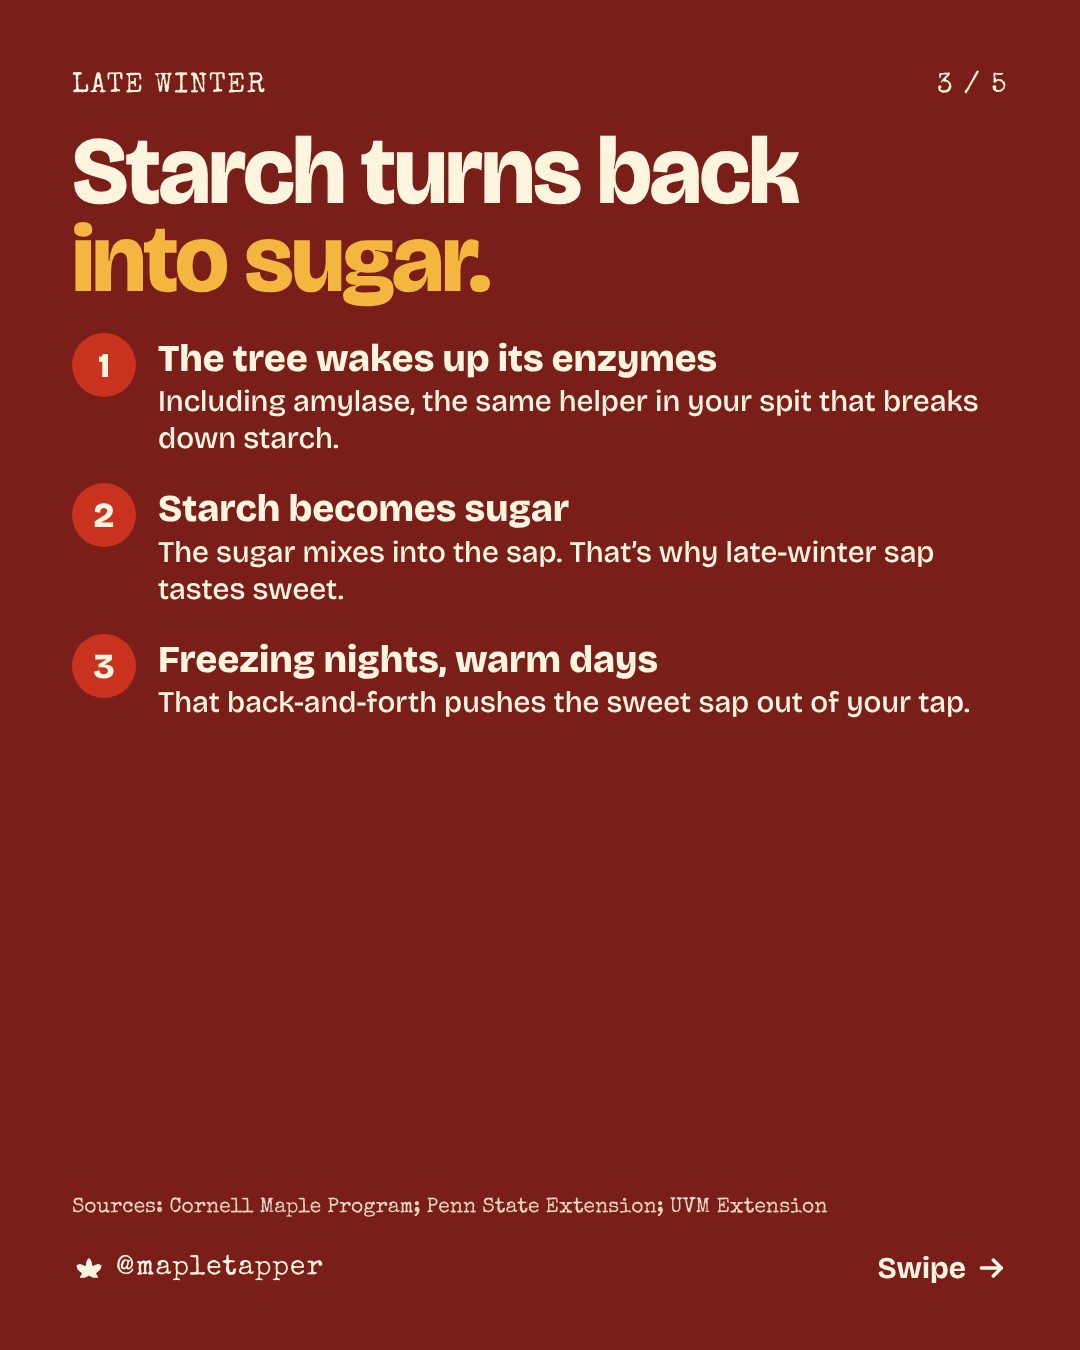 LATE WINTER
3 / 5
Starch turns back
into sugar.
1
The tree wakes up its enzymes
Including amylase, the same helper in your spit that breaks
down starch.
2
Starch becomes sugar
The sugar mixes into the sap. That’s why late-winter sap
tastes sweet.
3
Freezing nights, warm days
That back-and-forth pushes the sweet sap out of your tap.
Sources: Cornell Maple Program; Penn State Extension; UVM Extension
@mapletapper
Swipe →